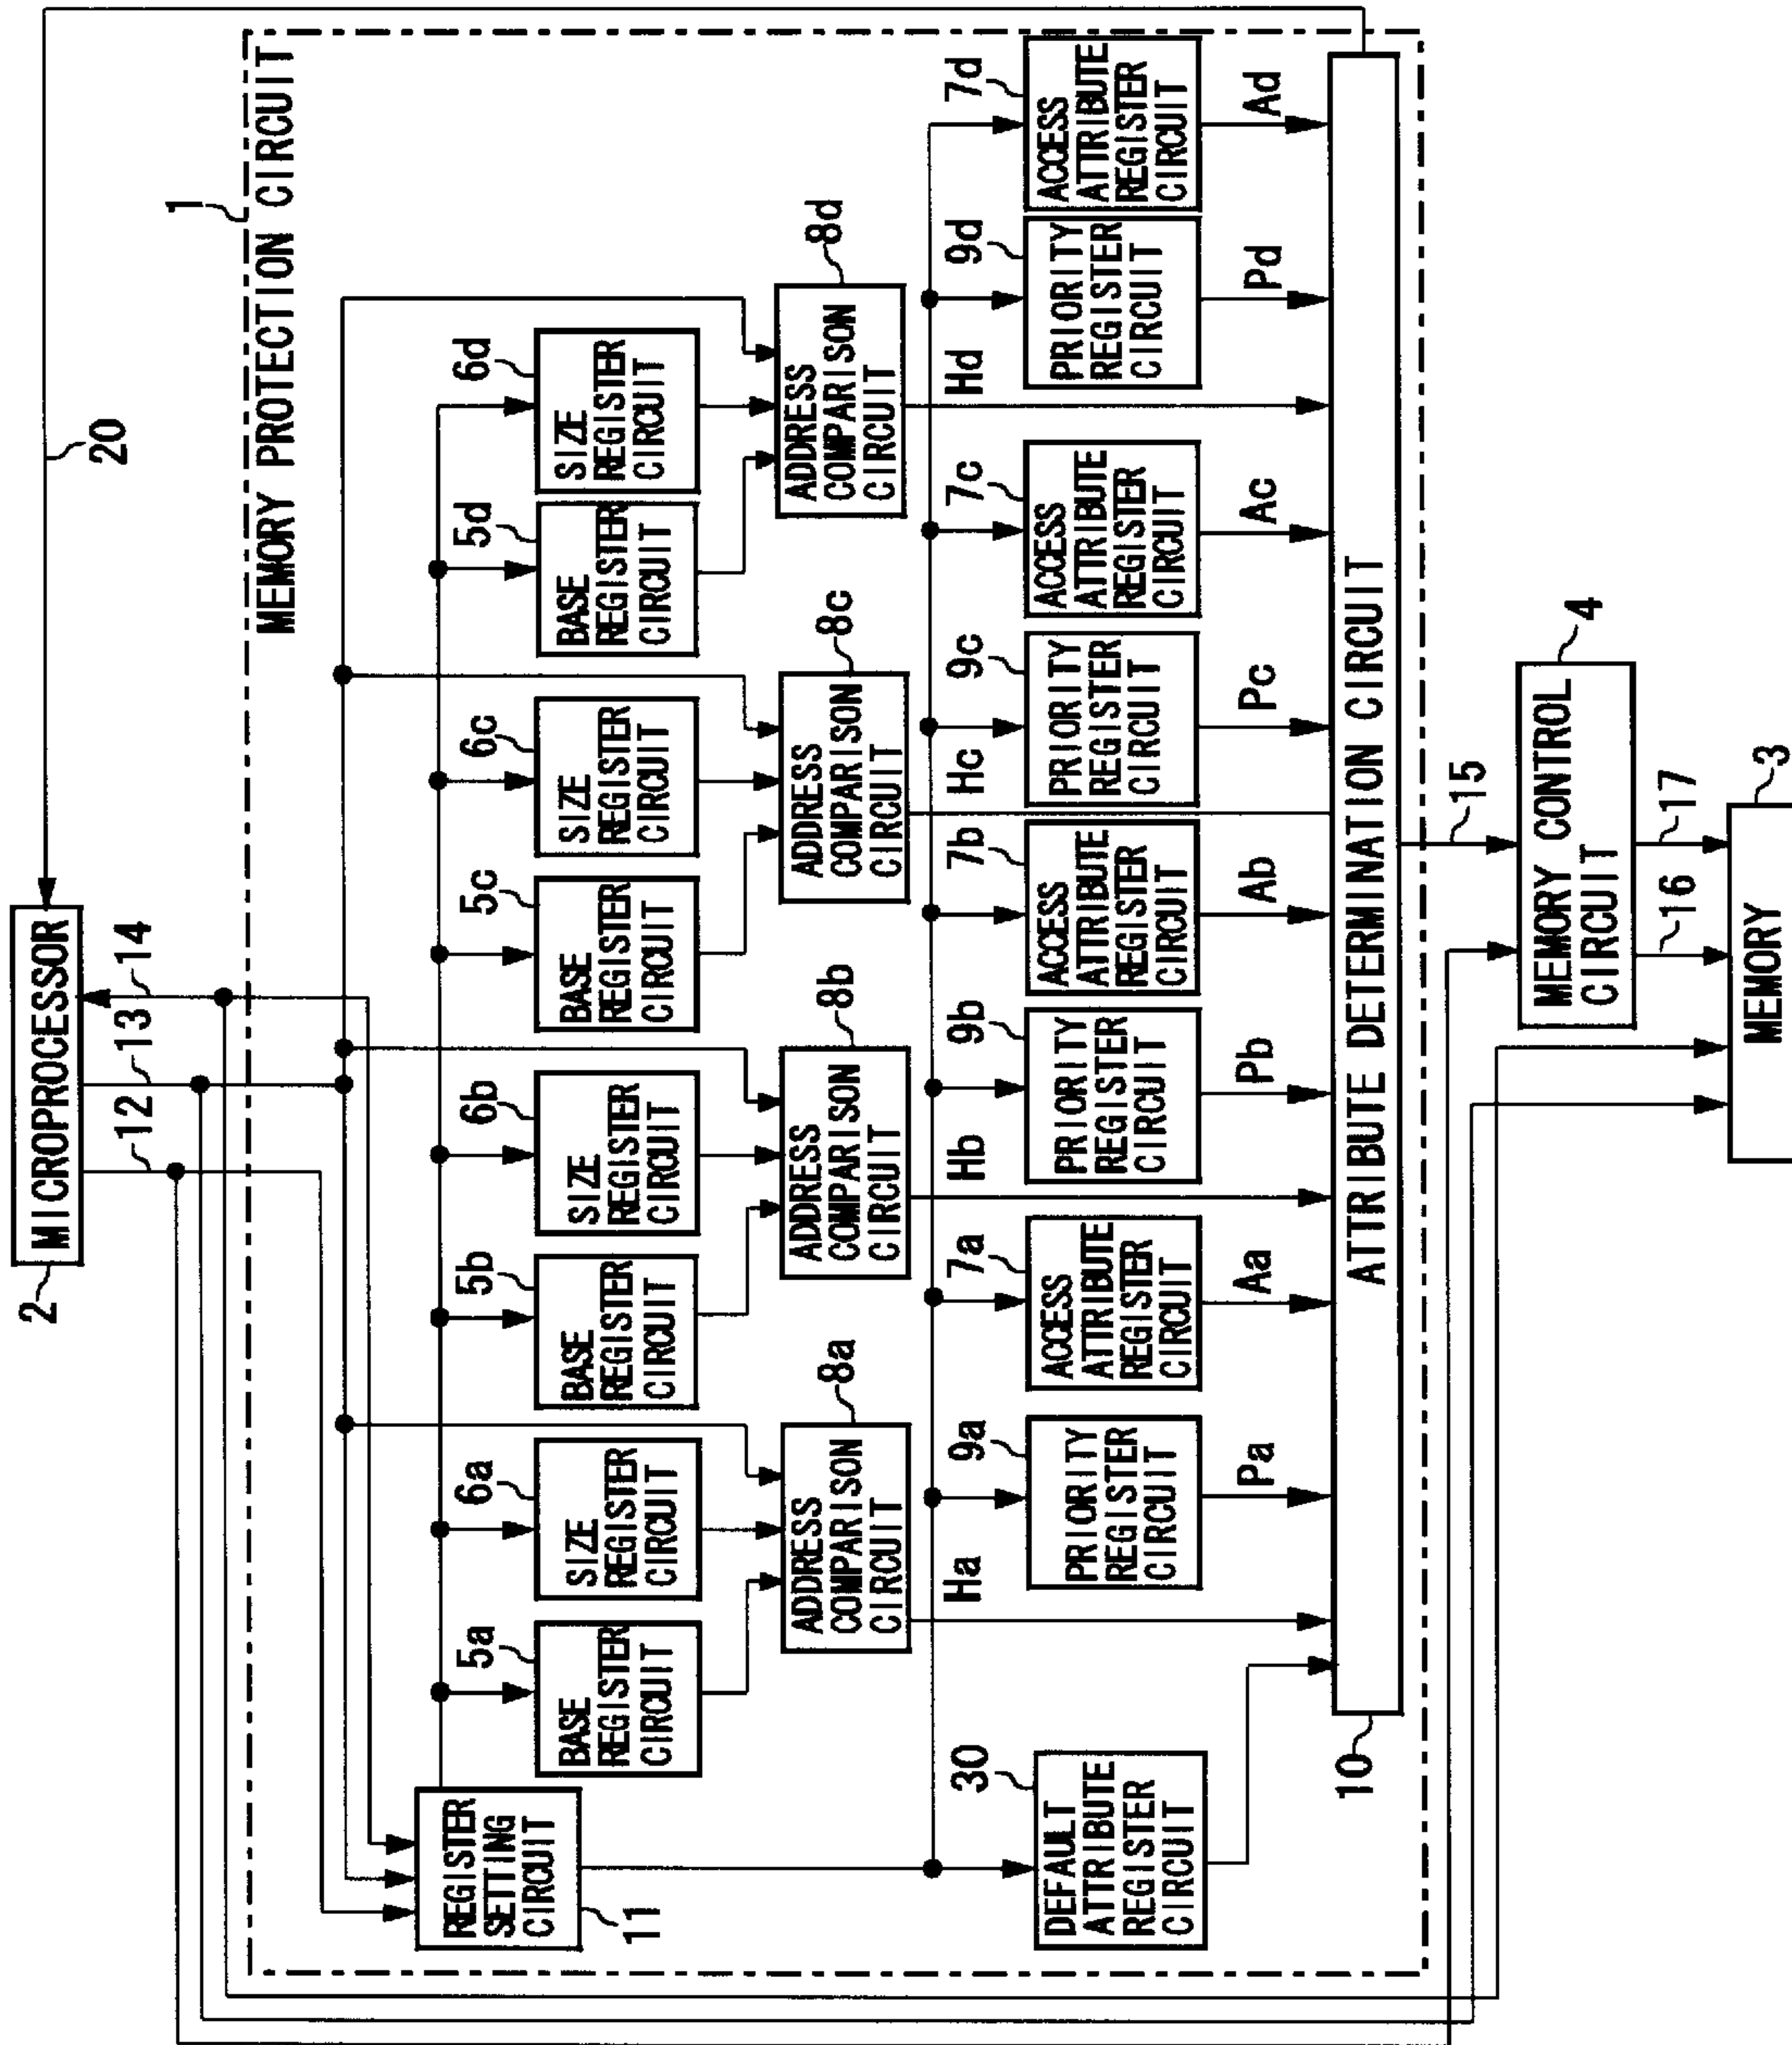 2
MICROPROCESSOR
12
13
14
20
1
MEMORY PROTECTION CIRCUIT
REGISTER
SETTING
CIRCUIT
11
5a
BASE
REGISTER
CIRCUIT
6a
SIZE
REGISTER
CIRCUIT
5b
BASE
REGISTER
CIRCUIT
6b
SIZE
REGISTER
CIRCUIT
5c
BASE
REGISTER
CIRCUIT
6c
SIZE
REGISTER
CIRCUIT
5d
BASE
REGISTER
CIRCUIT
6d
SIZE
REGISTER
CIRCUIT
8a
ADDRESS
COMPARISON
CIRCUIT
8b
ADDRESS
COMPARISON
CIRCUIT
8c
ADDRESS
COMPARISON
CIRCUIT
8d
ADDRESS
COMPARISON
CIRCUIT
30
DEFAULT
ATTRIBUTE
REGISTER
CIRCUIT
Ha
9a
PRIORITY
REGISTER
CIRCUIT
Pa
7a
ACCESS
ATTRIBUTE
REGISTER
CIRCUIT
Aa
Hb
9b
PRIORITY
REGISTER
CIRCUIT
Pb
7b
ACCESS
ATTRIBUTE
REGISTER
CIRCUIT
Ab
Hc
9c
PRIORITY
REGISTER
CIRCUIT
Pc
7c
ACCESS
ATTRIBUTE
REGISTER
CIRCUIT
Ac
Hd
9d
PRIORITY
REGISTER
CIRCUIT
Pd
7d
ACCESS
ATTRIBUTE
REGISTER
CIRCUIT
Ad
10
ATTRIBUTE DETERMINATION CIRCUIT
15
4
MEMORY CONTROL
CIRCUIT
16
17
3
MEMORY